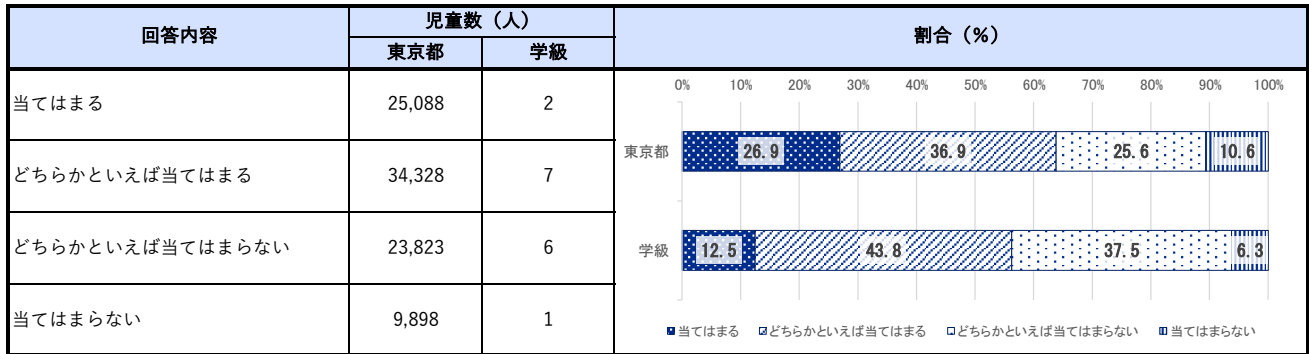 回答内容 児童数（人） 割合（%）
東京都 学級
当てはまる 25,088 2
どちらかといえば当てはまる 34,328 7
どちらかといえば当てはまらない 23,823 6
当てはまらない 9,898 1
0% 10% 20% 30% 40% 50% 60% 70% 80% 90% 100%
東京都 26.9 36.9 25.6 10.6
学級 12.5 43.8 37.5 6.3
当てはまる どちらかといえば当てはまる どちらかといえば当てはまらない 当てはまらない